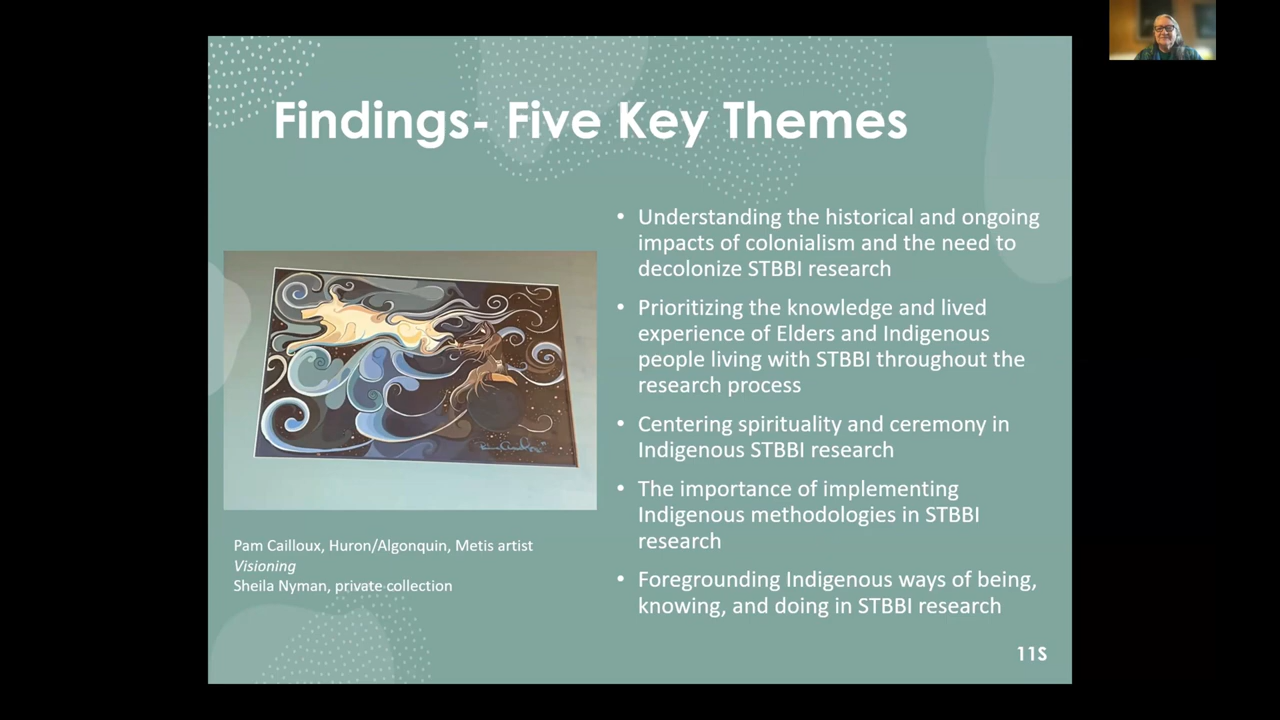 Findings- Five Key Themes
Pam Cailloux, Huron/Algonquin, Metis artist
Visioning
Sheila Nyman, private collection
• Understanding the historical and ongoing
impacts of colonialism and the need to
decolonize STBBI research
• Prioritizing the knowledge and lived
experience of Elders and Indigenous
people living with STBBI throughout the
research process
• Centering spirituality and ceremony in
Indigenous STBBI research
• The importance of implementing
Indigenous methodologies in STBBI
research
• Foregrounding Indigenous ways of being,
knowing, and doing in STBBI research
11S